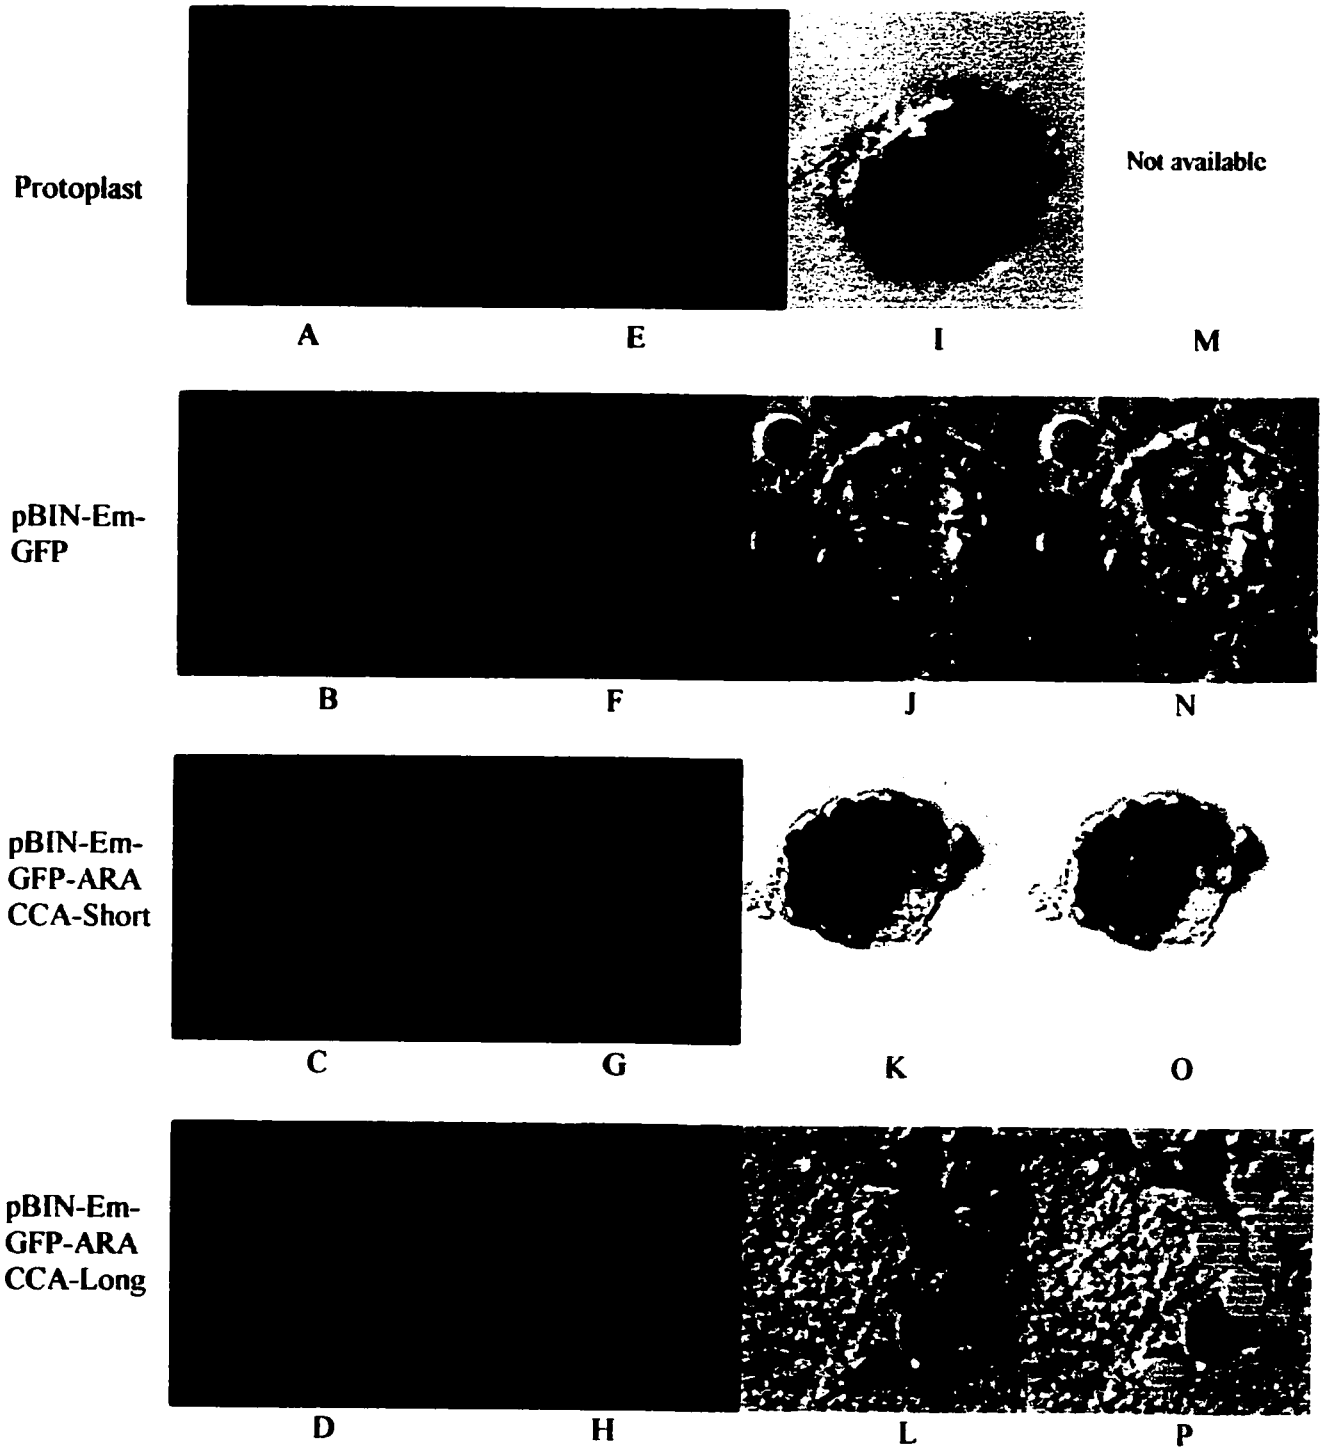 Protoplast
Not available
A E I M
pBIN-Em-
GFP
B F J N
pBIN-Em-
GFP-ARA
CCA-Short
C G K O
pBIN-Em-
GFP-ARA
CCA-Long
D H L P